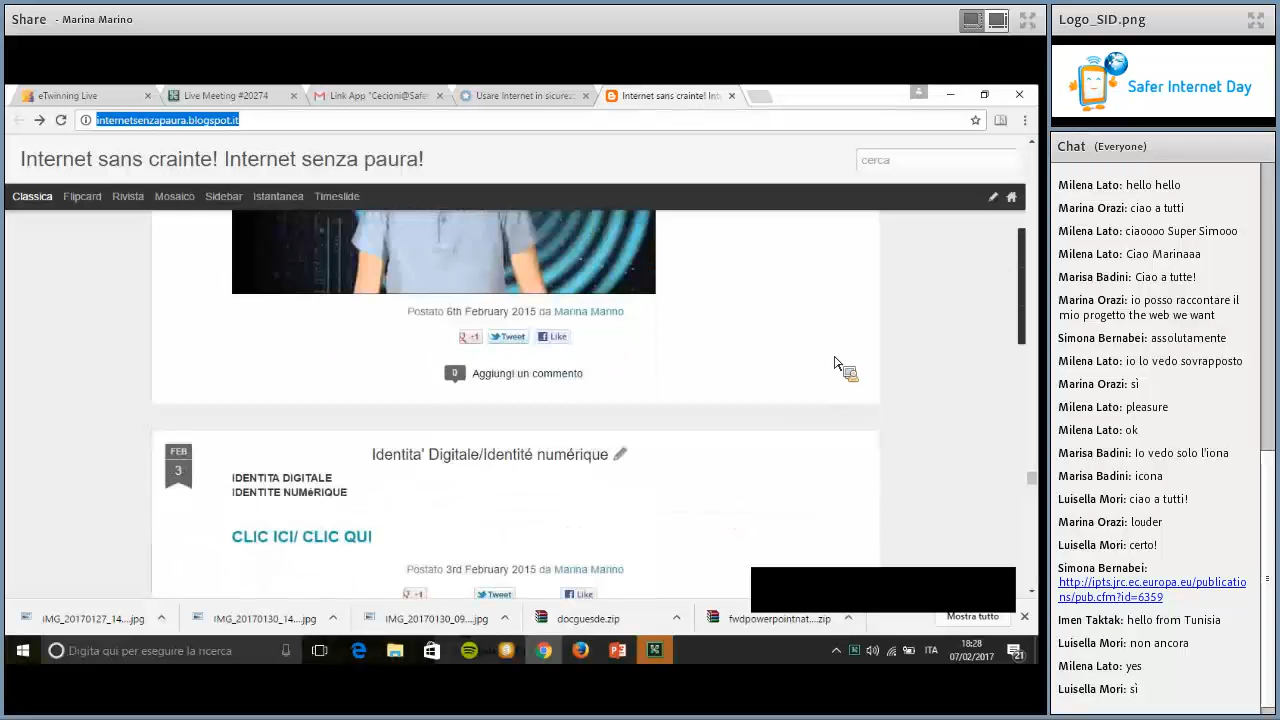 Share - Marina Marino
eTwinning Live
Live Meeting #20274
Link App "Cerioni@Safer
Usare Internet in sicurez
Internet sans crainte! Int
internetsenzapaura.blogspot.it
Internet sans crainte! Internet senza paura!
cerca
Classica Flipcard Rivista Mosaico Sidebar Istantanea Timeslide
Postato 6th February 2015 da Marina Marino
+1 Tweet Like
0 Aggiungi un commento
FEB
3
Identita' Digitale/Identité numérique
IDENTITA DIGITALE
IDENTITE NUMéRIQUE
CLIC ICI/ CLIC QUI
Postato 3rd February 2015 da Marina Marino
+1 Tweet Like
IMG_20170127_14....jpg
IMG_20170130_14....jpg
IMG_20170130_09....jpg
docguesde.zip
fwdpowerpointnat....zip
Mostra tutto
Digita qui per eseguire la ricerca
ITA
18:28
07/02/2017
21
Logo_SID.png
Safer Internet Day
Chat (Everyone)
Milena Lato: hello hello
Marina Orazi: ciao a tutti
Milena Lato: ciaoooo Super Simooo
Milena Lato: Ciao Marinaaa
Marisa Badini: Ciao a tutte!
Marina Orazi: io posso raccontare il
mio progetto the web we want
Simona Bernabei: assolutamente
Milena Lato: io lo vedo sovrapposto
Marina Orazi: sì
Milena Lato: pleasure
Milena Lato: ok
Marisa Badini: Io vedo solo l'iona
Marisa Badini: icona
Luisella Mori: ciao a tutti!
Marina Orazi: louder
Luisella Mori: certo!
Simona Bernabei:
http://ipts.jrc.ec.europa.eu/publicatio
ns/pub.cfm?id=6359
Imen Taktak: hello from Tunisia
Luisella Mori: non ancora
Milena Lato: yes
Luisella Mori: sì